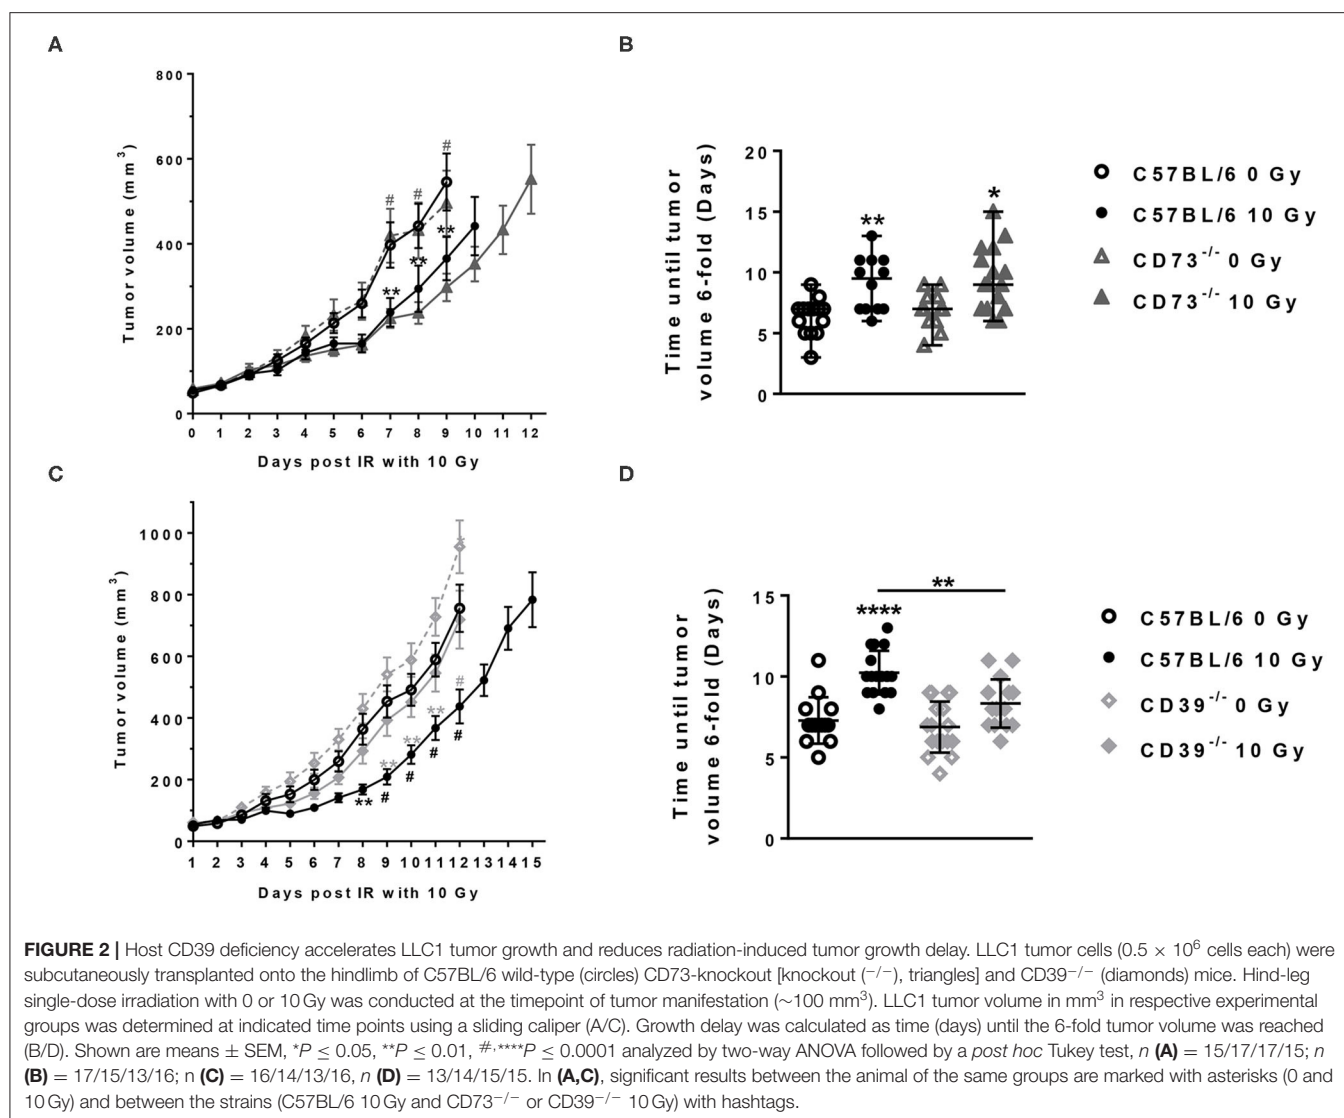 A
800
600
400
200
0
Tumor volume (mm3)
#
#
#
**
**
**
0 1 2 3 4 5 6 7 8 9 10 11 12
Days post IR with 10 Gy
B
20
15
10
5
0
Time until tumor
volume 6-fold (Days)
**
*
C57BL/6 0 Gy
C57BL/6 10 Gy
CD73-/- 0 Gy
CD73-/- 10 Gy
C
1000
800
600
400
200
0
Tumor volume (mm3)
#
**
**
**
**
#
#
#
#
1 2 3 4 5 6 7 8 9 10 11 12 13 14 15
Days post IR with 10 Gy
D
15
10
5
0
Time until tumor
volume 6-fold (Days)
****
**
C57BL/6 0 Gy
C57BL/6 10 Gy
CD39-/- 0 Gy
CD39-/- 10 Gy
FIGURE 2 | Host CD39 deficiency accelerates LLC1 tumor growth and reduces radiation-induced tumor growth delay. LLC1 tumor cells (0.5 × 10⁶ cells each) were
subcutaneously transplanted onto the hindlimb of C57BL/6 wild-type (circles) CD73-knockout [knockout (−/−), triangles] and CD39−/− (diamonds) mice. Hind-leg
single-dose irradiation with 0 or 10 Gy was conducted at the timepoint of tumor manifestation (∼100 mm³). LLC1 tumor volume in mm³ in respective experimental
groups was determined at indicated time points using a sliding caliper (A/C). Growth delay was calculated as time (days) until the 6-fold tumor volume was reached
(B/D). Shown are means ± SEM, *P ≤ 0.05, **P ≤ 0.01, #,****P ≤ 0.0001 analyzed by two-way ANOVA followed by a post hoc Tukey test, n (A) = 15/17/17/15; n
(B) = 17/15/13/16; n (C) = 16/14/13/16, n (D) = 13/14/15/15. In (A,C), significant results between the animal of the same groups are marked with asterisks (0 and
10 Gy) and between the strains (C57BL/6 10 Gy and CD73−/− or CD39−/− 10 Gy) with hashtags.